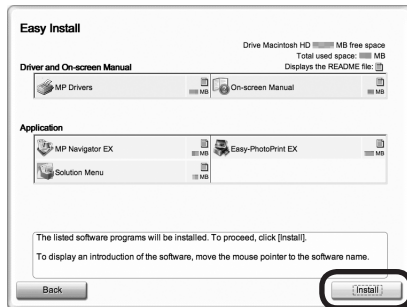 Easy Install
Drive Macintosh HD MB free space
Total used space: MB
Driver and On-screen Manual
Displays the README file:
MP Drivers
MB
On-screen Manual
MB
Application
MP Navigator EX
MB
Easy-PhotoPrint EX
MB
Solution Menu
MB
The listed software programs will be installed. To proceed, click [Install].
To display an introduction of the software, move the mouse pointer to the software name.
Back
Install